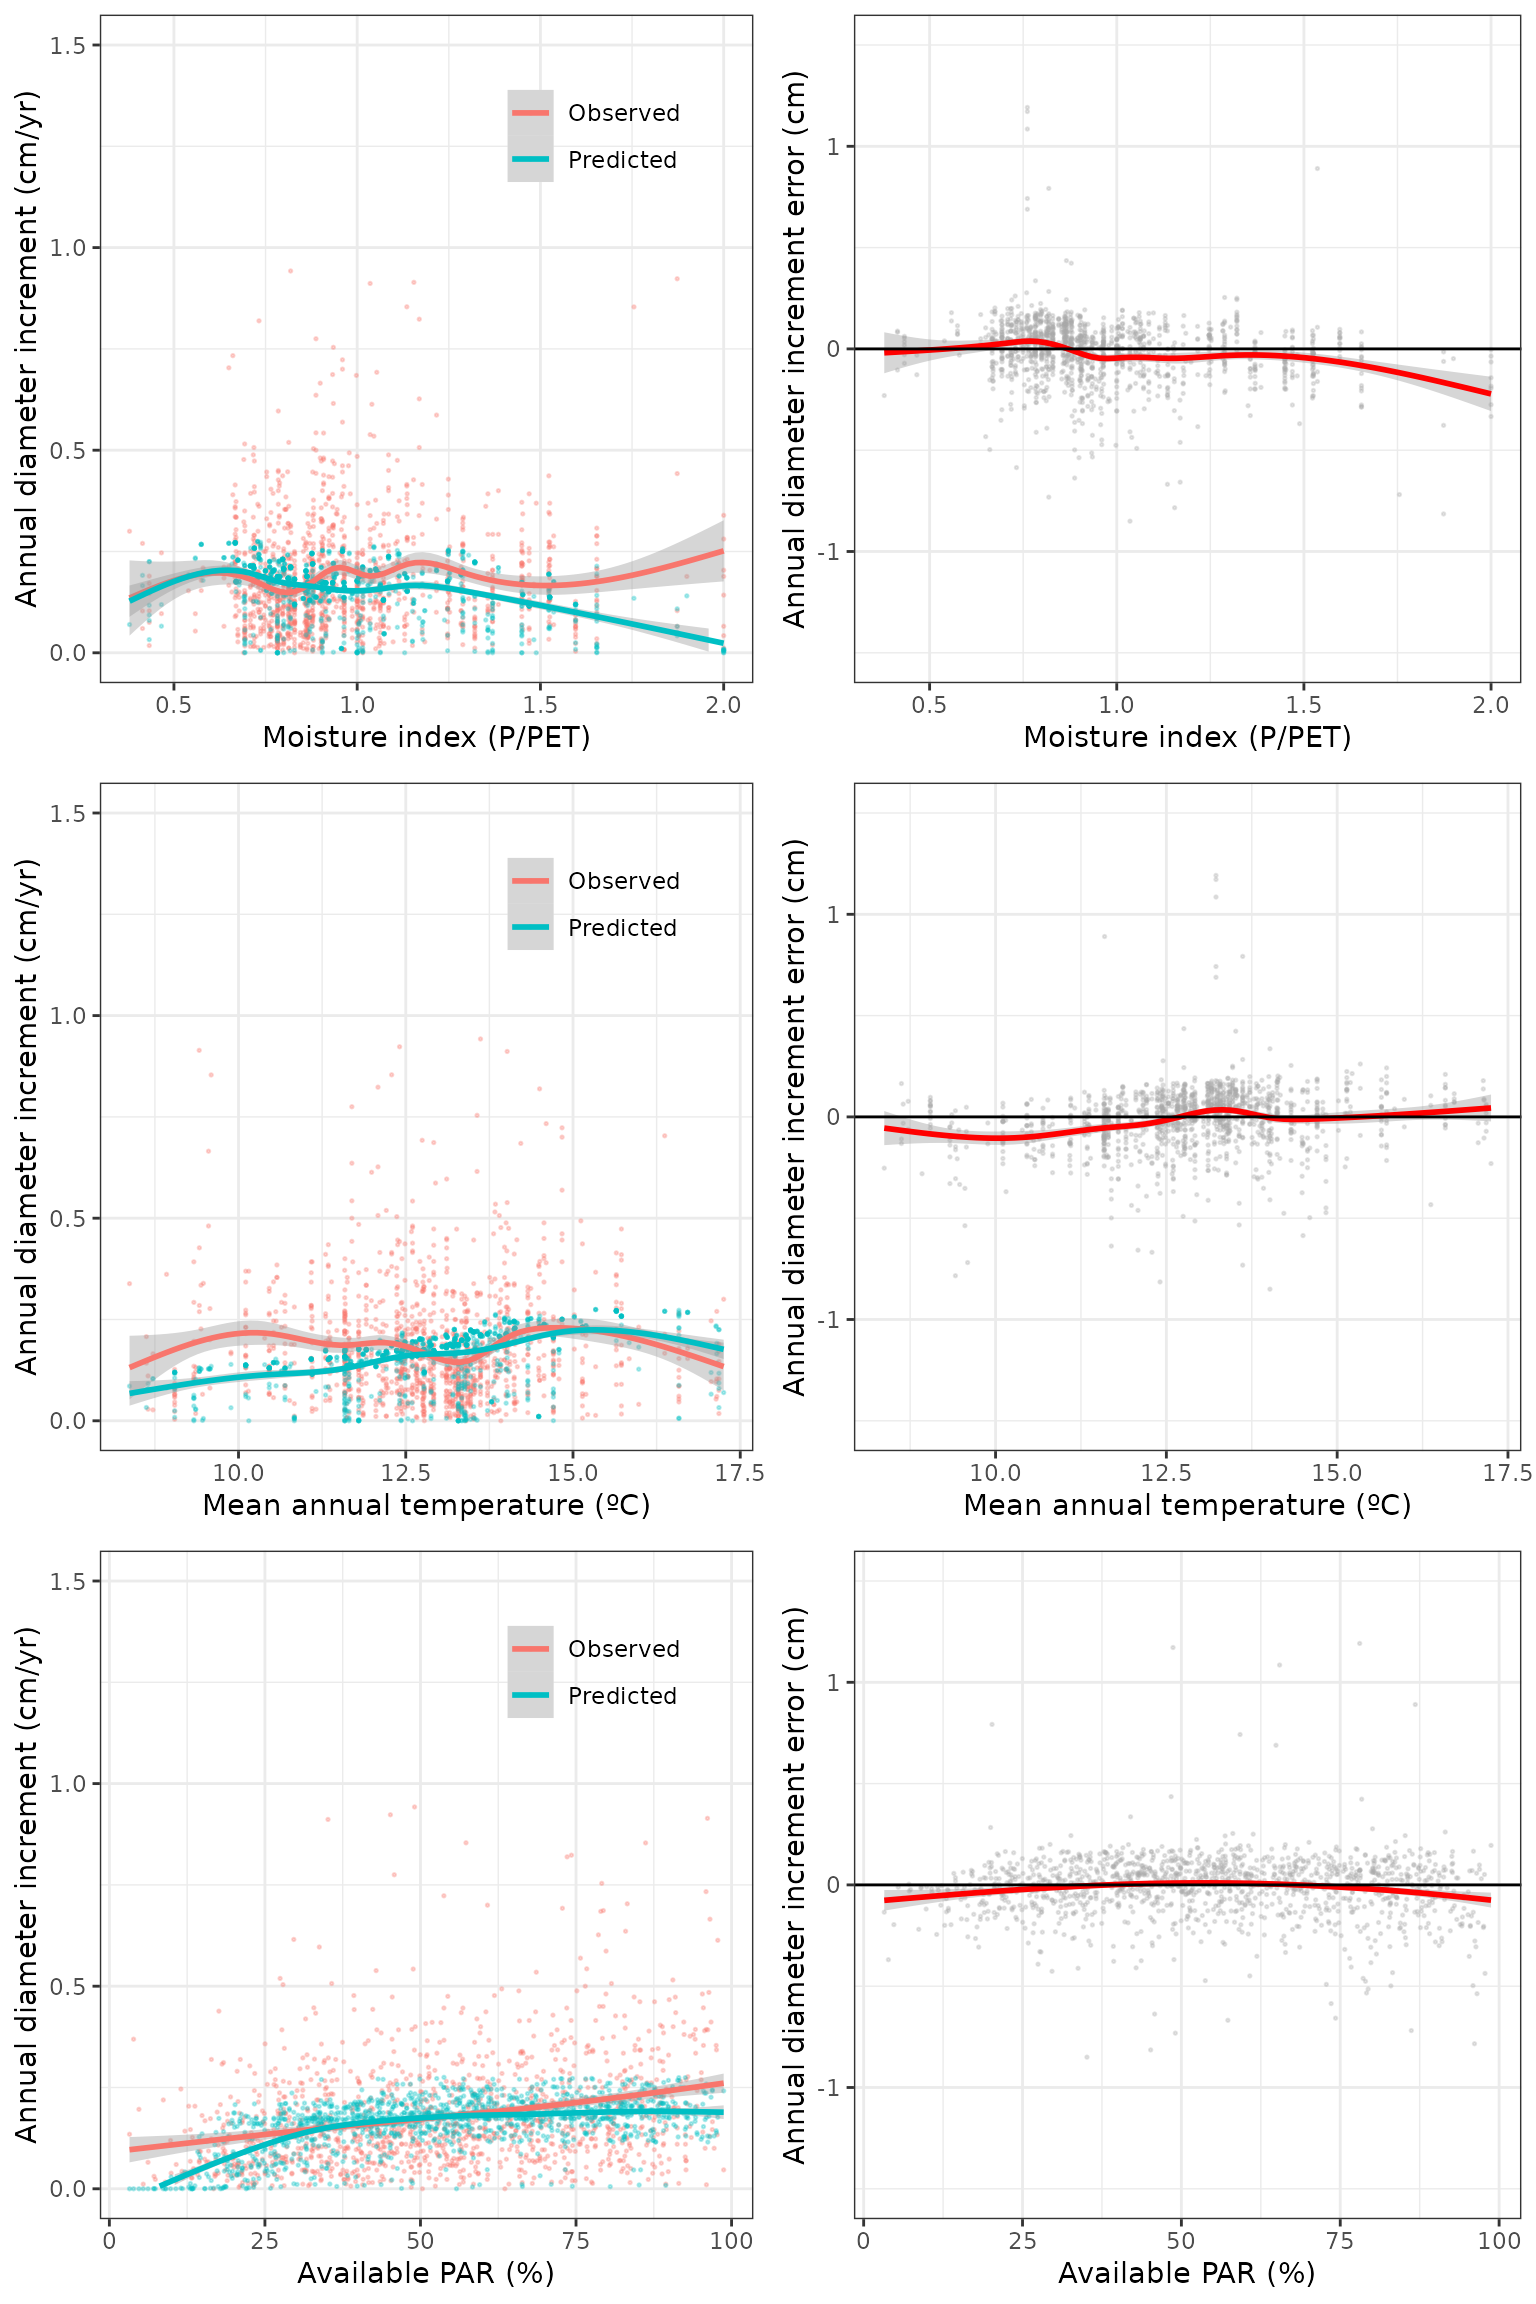 Annual diameter increment (cm/yr)
1.5
1.0
0.5
0.0
Observed
Predicted
0.5 1.0 1.5 2.0
Moisture index (P/PET)
Annual diameter increment error (cm)
1
0
-1
0.5 1.0 1.5 2.0
Moisture index (P/PET)
Annual diameter increment (cm/yr)
1.5
1.0
0.5
0.0
Observed
Predicted
10.0 12.5 15.0 17.5
Mean annual temperature (ºC)
Annual diameter increment error (cm)
1
0
-1
10.0 12.5 15.0 17.5
Mean annual temperature (ºC)
Annual diameter increment (cm/yr)
1.5
1.0
0.5
0.0
Observed
Predicted
0 25 50 75 100
Available PAR (%)
Annual diameter increment error (cm)
1
0
-1
0 25 50 75 100
Available PAR (%)